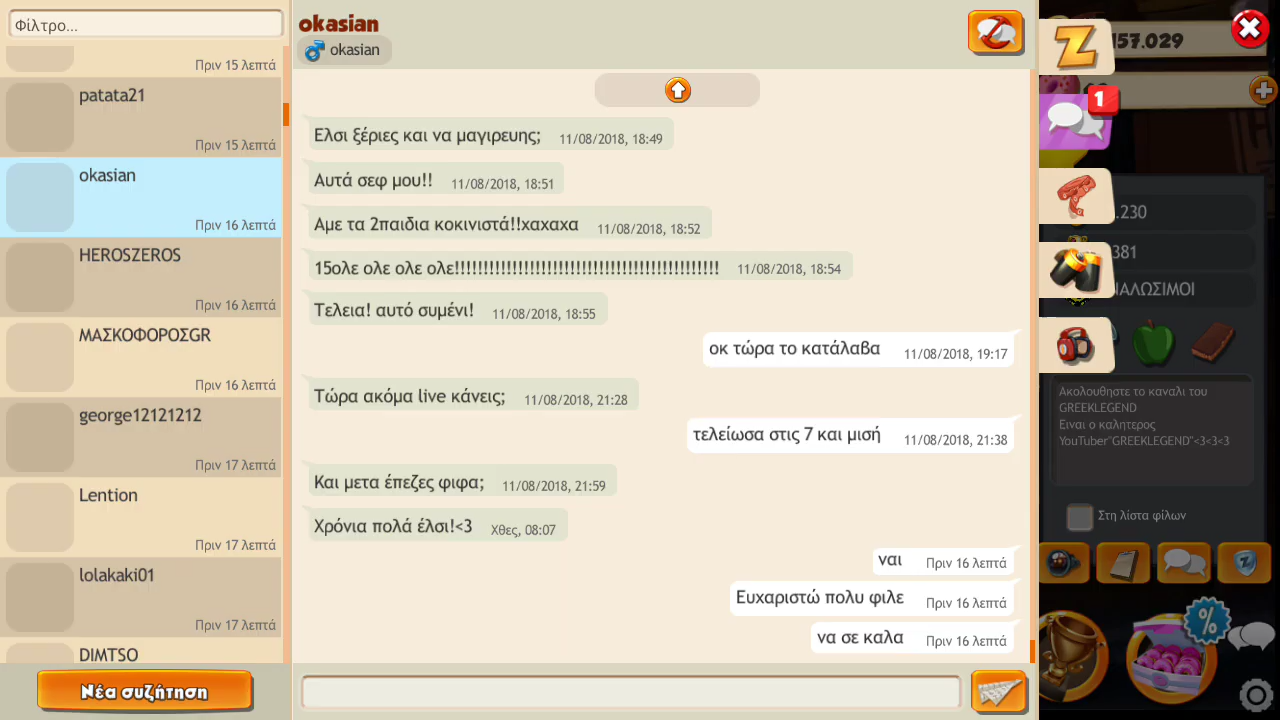 Φίλτρο...
Πριν 15 λεπτά
patata21
Πριν 15 λεπτά
okasian
Πριν 16 λεπτά
HEROSZEROS
Πριν 16 λεπτά
ΜΑΣΚΟΦΟΡΟΣGR
Πριν 16 λεπτά
george12121212
Πριν 17 λεπτά
Lention
Πριν 17 λεπτά
lolakaki01
Πριν 17 λεπτά
DIMTSO
Νέα συζήτηση
okasian
okasian
Ελσι ξέριες και να μαγιρευης; 11/08/2018, 18:49
Αυτά σεφ μου!! 11/08/2018, 18:51
Αμε τα 2παιδια κοκινιστά!!χαχαχα 11/08/2018, 18:52
15ολε ολε ολε ολε!!!!!!!!!!!!!!!!!!!!!!!!!!!!!!!!!!!!!!!!!!!!!! 11/08/2018, 18:54
Τελεια! αυτό συμένι! 11/08/2018, 18:55
οκ τώρα το κατάλαβα 11/08/2018, 19:17
Τώρα ακόμα live κάνεις; 11/08/2018, 21:28
τελείωσα στις 7 και μισή 11/08/2018, 21:38
Και μετα έπεζες φιφα; 11/08/2018, 21:59
Χρόνια πολά έλσι!<3 Χθες, 08:07
ναι Πριν 16 λεπτά
Ευχαριστώ πολυ φιλε Πριν 16 λεπτά
να σε καλα Πριν 16 λεπτά
Z
157.029
1
.230
381
ΝΑΛΩΣΙΜΟΙ
Ακολουθηστε το καναλι του
GREEKLEGEND
Ειναι ο καλητερος
YouTuber"GREEKLEGEND"<3<3<3
Στη λίστα φίλων
%